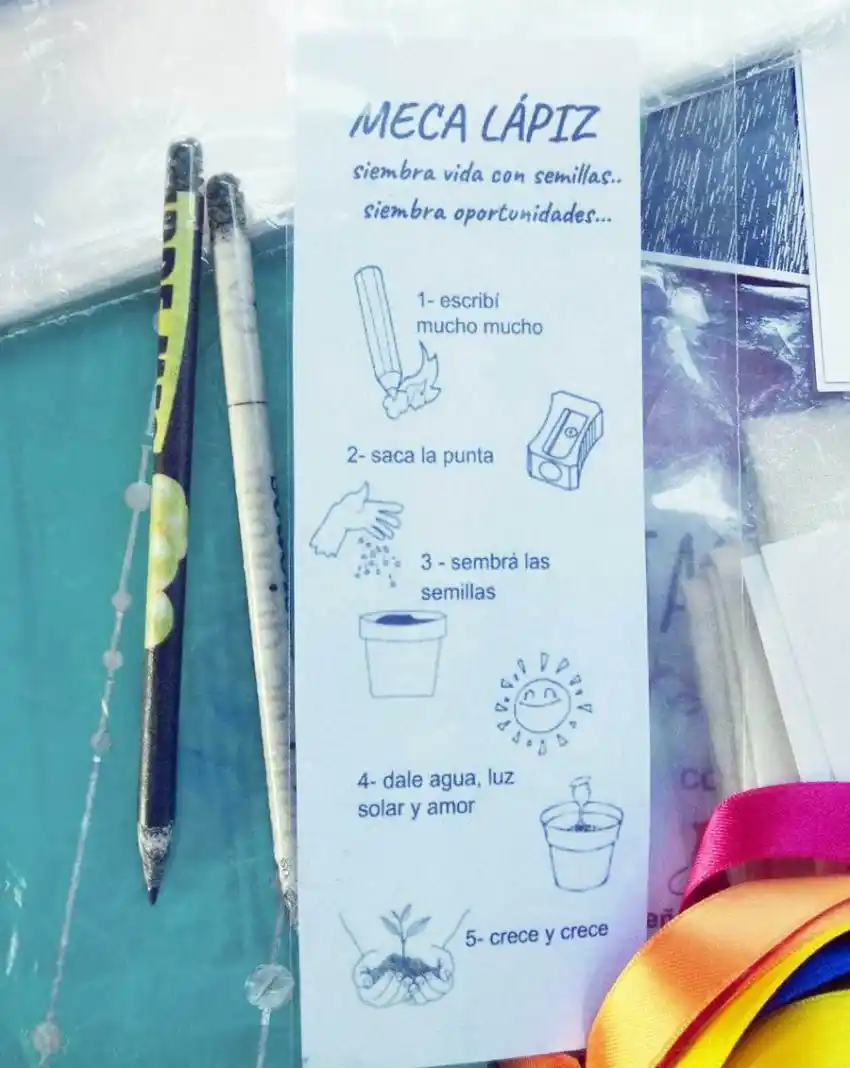 MECA LÁPIZ
siembra vida con semillas..
siembra oportunidades...
1- escribí
mucho mucho
2- saca la punta
3 - sembrá las
semillas
4- dale agua, luz
solar y amor
5- crece y crece